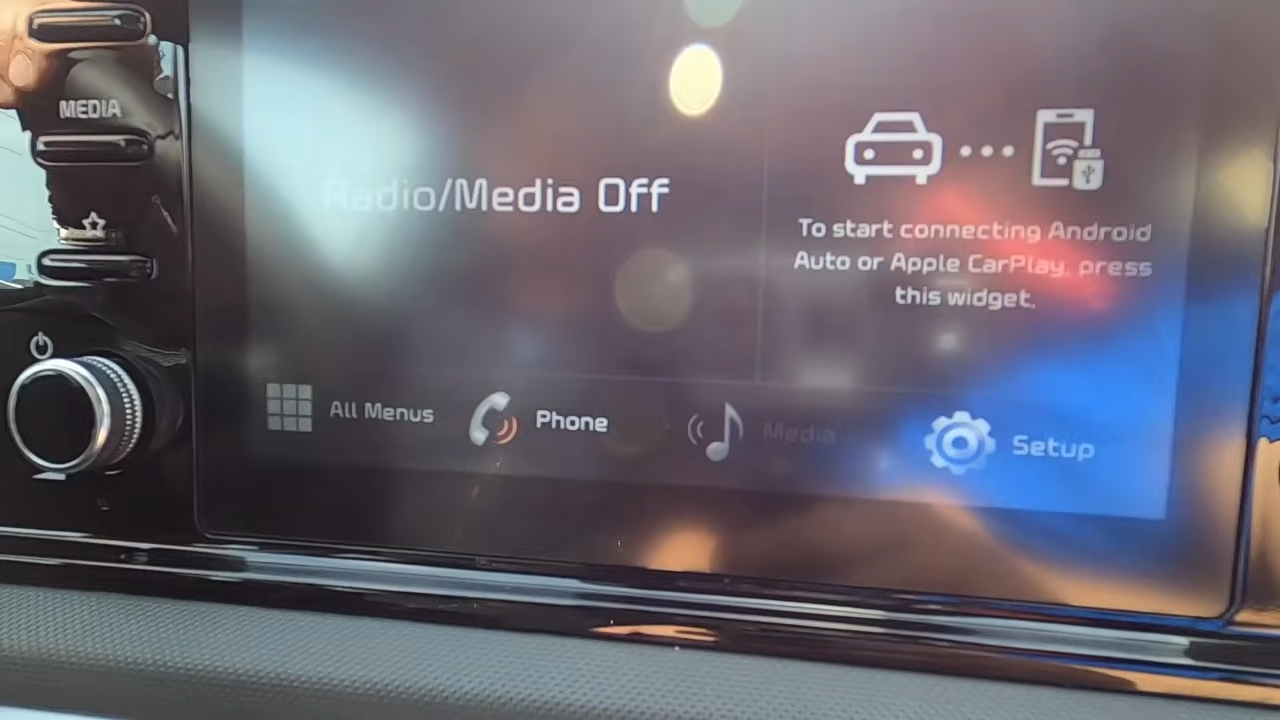 MEDIA
Radio/Media Off
To start connecting Android
Auto or Apple CarPlay, press
this widget.
All Menus
Phone
Media
Setup